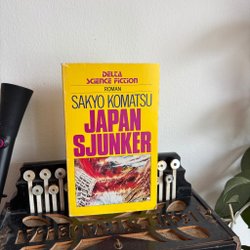 DELTA
SCIENCE FICTION
ROMAN
SAKYO KOMATSU
JAPAN
SJUNKER